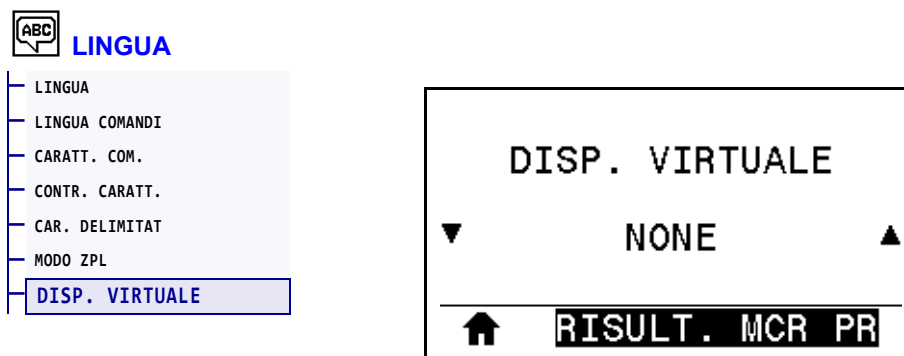 ABC
LINGUA
LINGUA
LINGUA COMANDI
CARATT. COM.
CONTR. CARATT.
CAR. DELIMITAT
MODO ZPL
DISP. VIRTUALE
DISP. VIRTUALE
NONE
RISULT. MCR PR